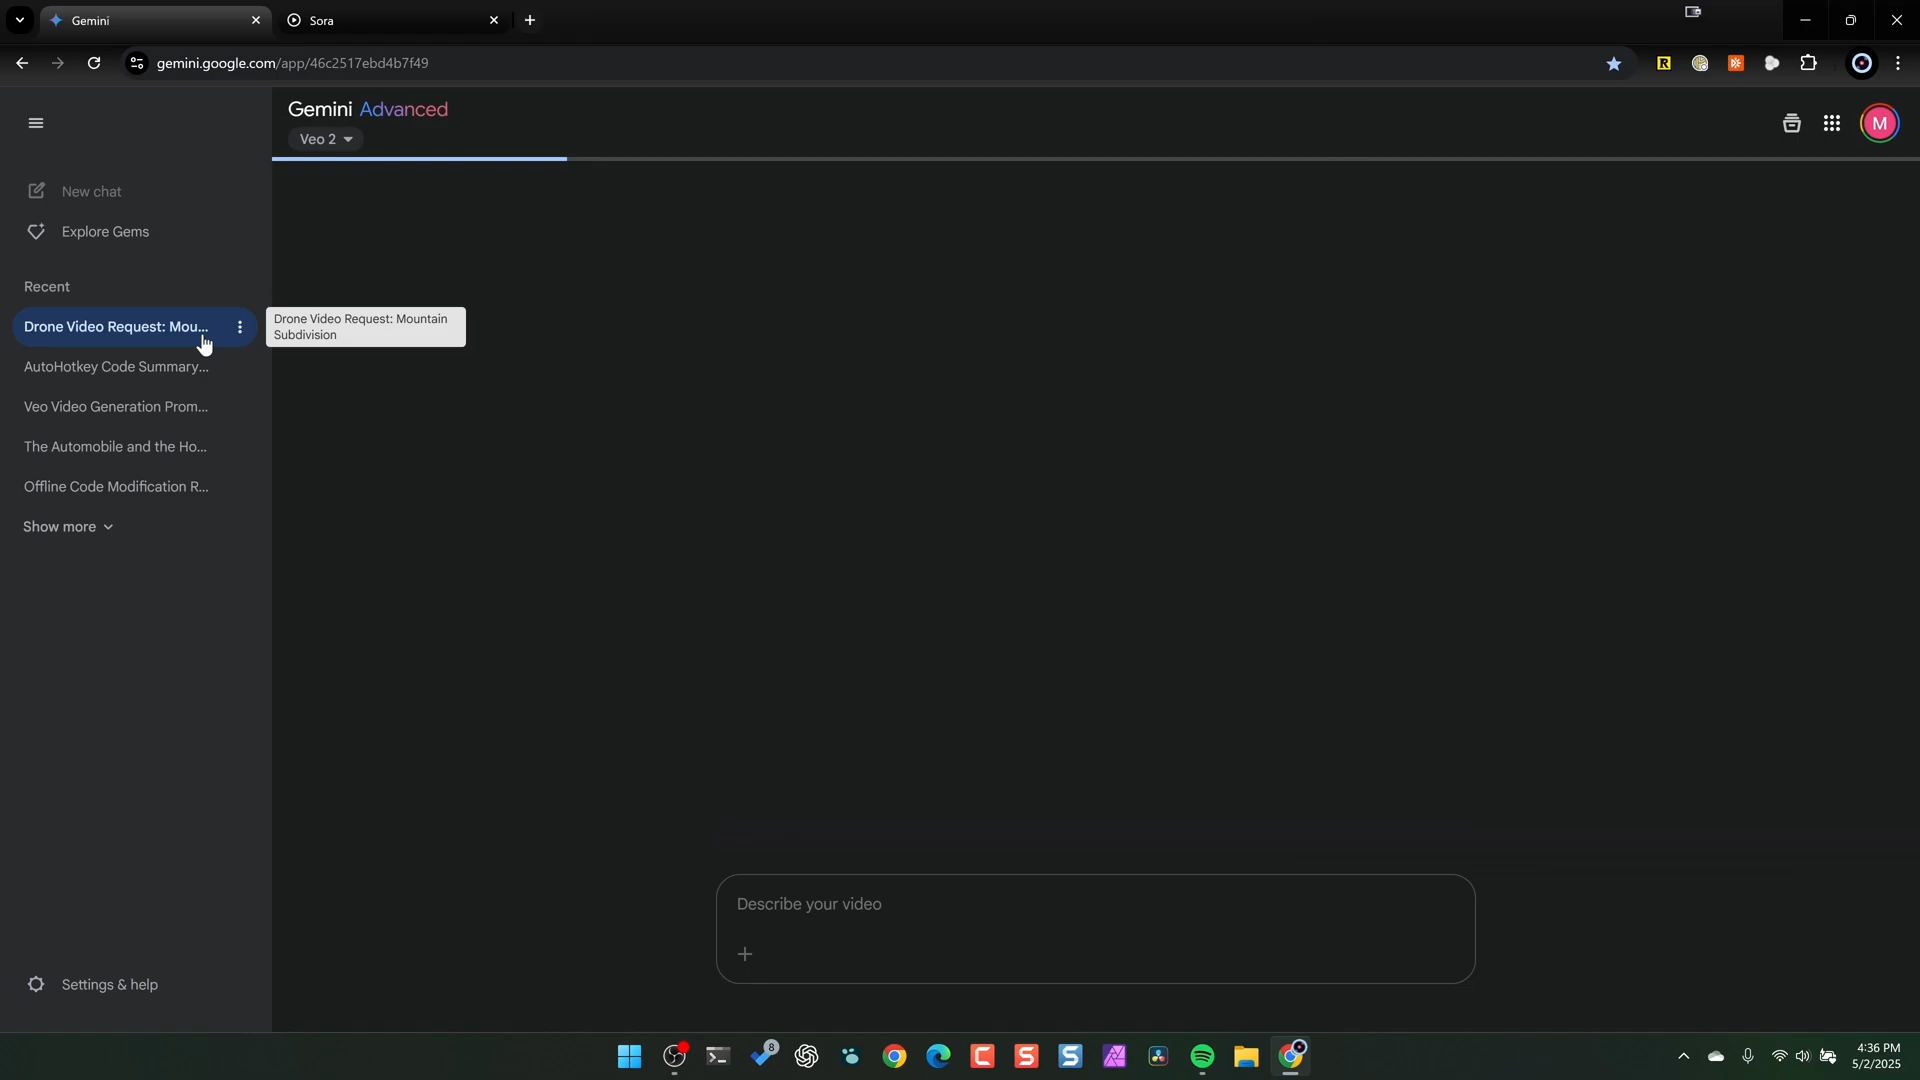 Gemini
Sora
gemini.google.com/app/46c2517ebd4b7f49
Gemini Advanced
Veo 2
M
New chat
Explore Gems
Recent
Drone Video Request: Mou...
Drone Video Request: Mountain
Subdivision
AutoHotkey Code Summary...
Veo Video Generation Prom...
The Automobile and the Ho...
Offline Code Modification R...
Show more
Describe your video
Settings & help
8
4:36 PM
5/2/2025